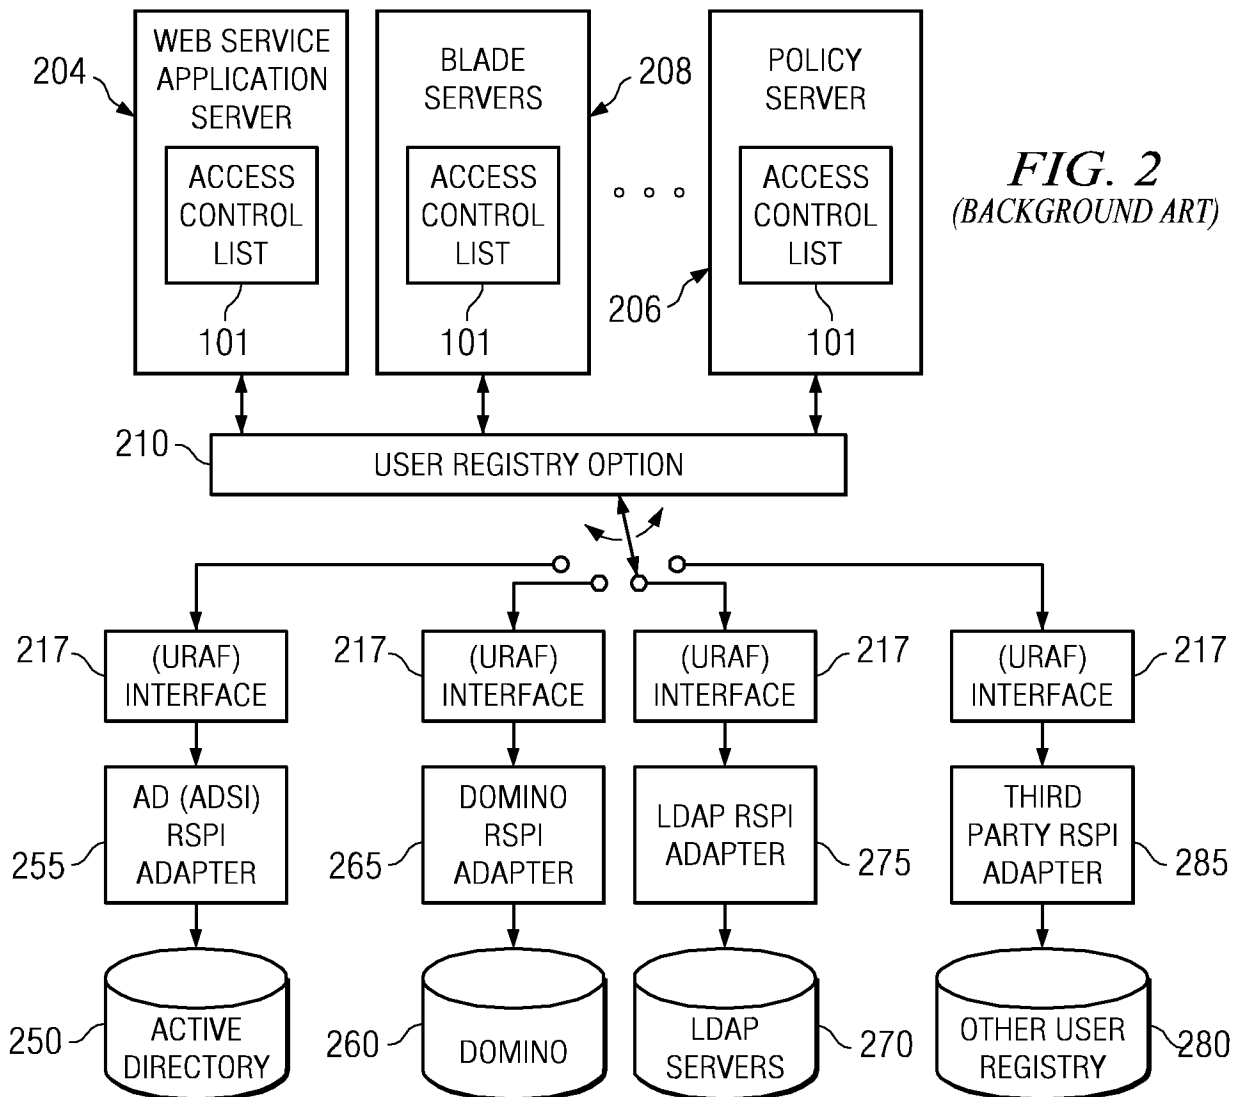 WEB SERVICE
APPLICATION
SERVER
204
ACCESS
CONTROL
LIST
101
BLADE
SERVERS
208
ACCESS
CONTROL
LIST
101
POLICY
SERVER
206
ACCESS
CONTROL
LIST
101
FIG. 2
(BACKGROUND ART)
210
USER REGISTRY OPTION
217
(URAF)
INTERFACE
217
(URAF)
INTERFACE
(URAF)
INTERFACE
217
(URAF)
INTERFACE
217
AD (ADSI)
RSPI
ADAPTER
255
DOMINO
RSPI
ADAPTER
265
LDAP RSPI
ADAPTER
275
THIRD
PARTY RSPI
ADAPTER
285
250
ACTIVE
DIRECTORY
260
DOMINO
LDAP
SERVERS
270
OTHER USER
REGISTRY
280